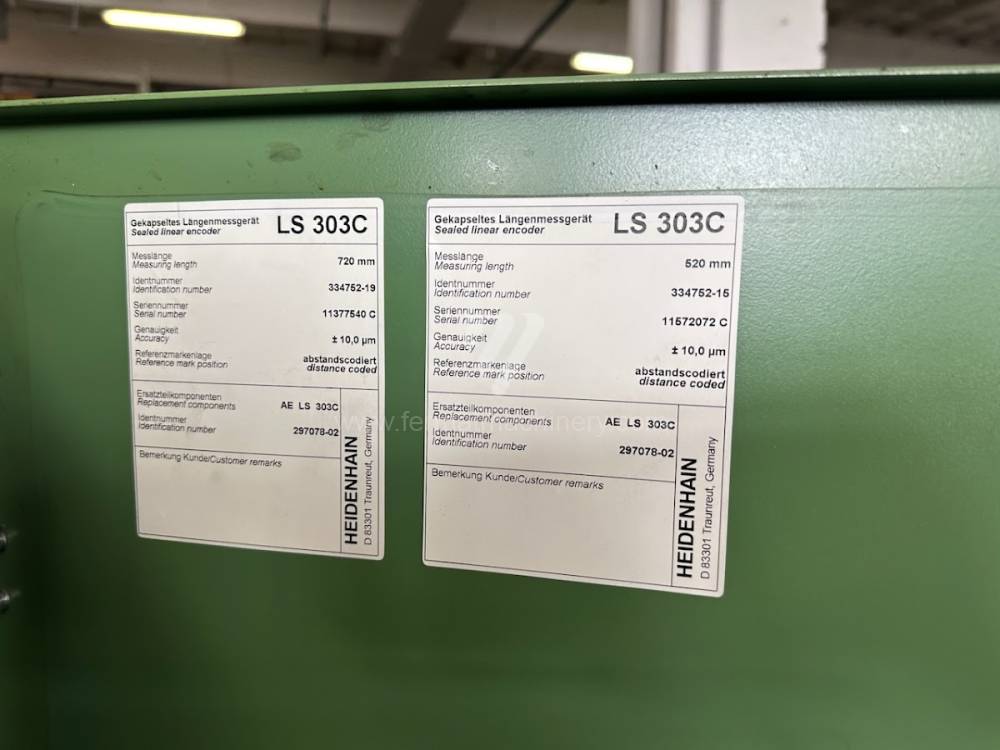 Gekapseltes Längenmessgerät LS 303C
Sealed linear encoder
Messlänge
Measuring length 720 mm
Identnummer
Identification number 334752-19
Seriennummer
Serial number 11377540 C
Genauigkeit
Accuracy ± 10,0 µm
Referenzmarkenlage abstandscodiert
Reference mark position distance coded
Ersatzteilkomponenten
Replacement components AE LS 303C
Identnummer
Identification number 297078-02
Bemerkung Kunde/Customer remarks
HEIDENHAIN
D 83301 Traunreut, Germany
Gekapseltes Längenmessgerät LS 303C
Sealed linear encoder
Messlänge
Measuring length 520 mm
Identnummer
Identification number 334752-15
Seriennummer
Serial number 11572072 C
Genauigkeit
Accuracy ± 10,0 µm
Referenzmarkenlage abstandscodiert
Reference mark position distance coded
Ersatzteilkomponenten
Replacement components AE LS 303C
Identnummer
Identification number 297078-02
Bemerkung Kunde/Customer remarks
HEIDENHAIN
D 83301 Traunreut, Germany